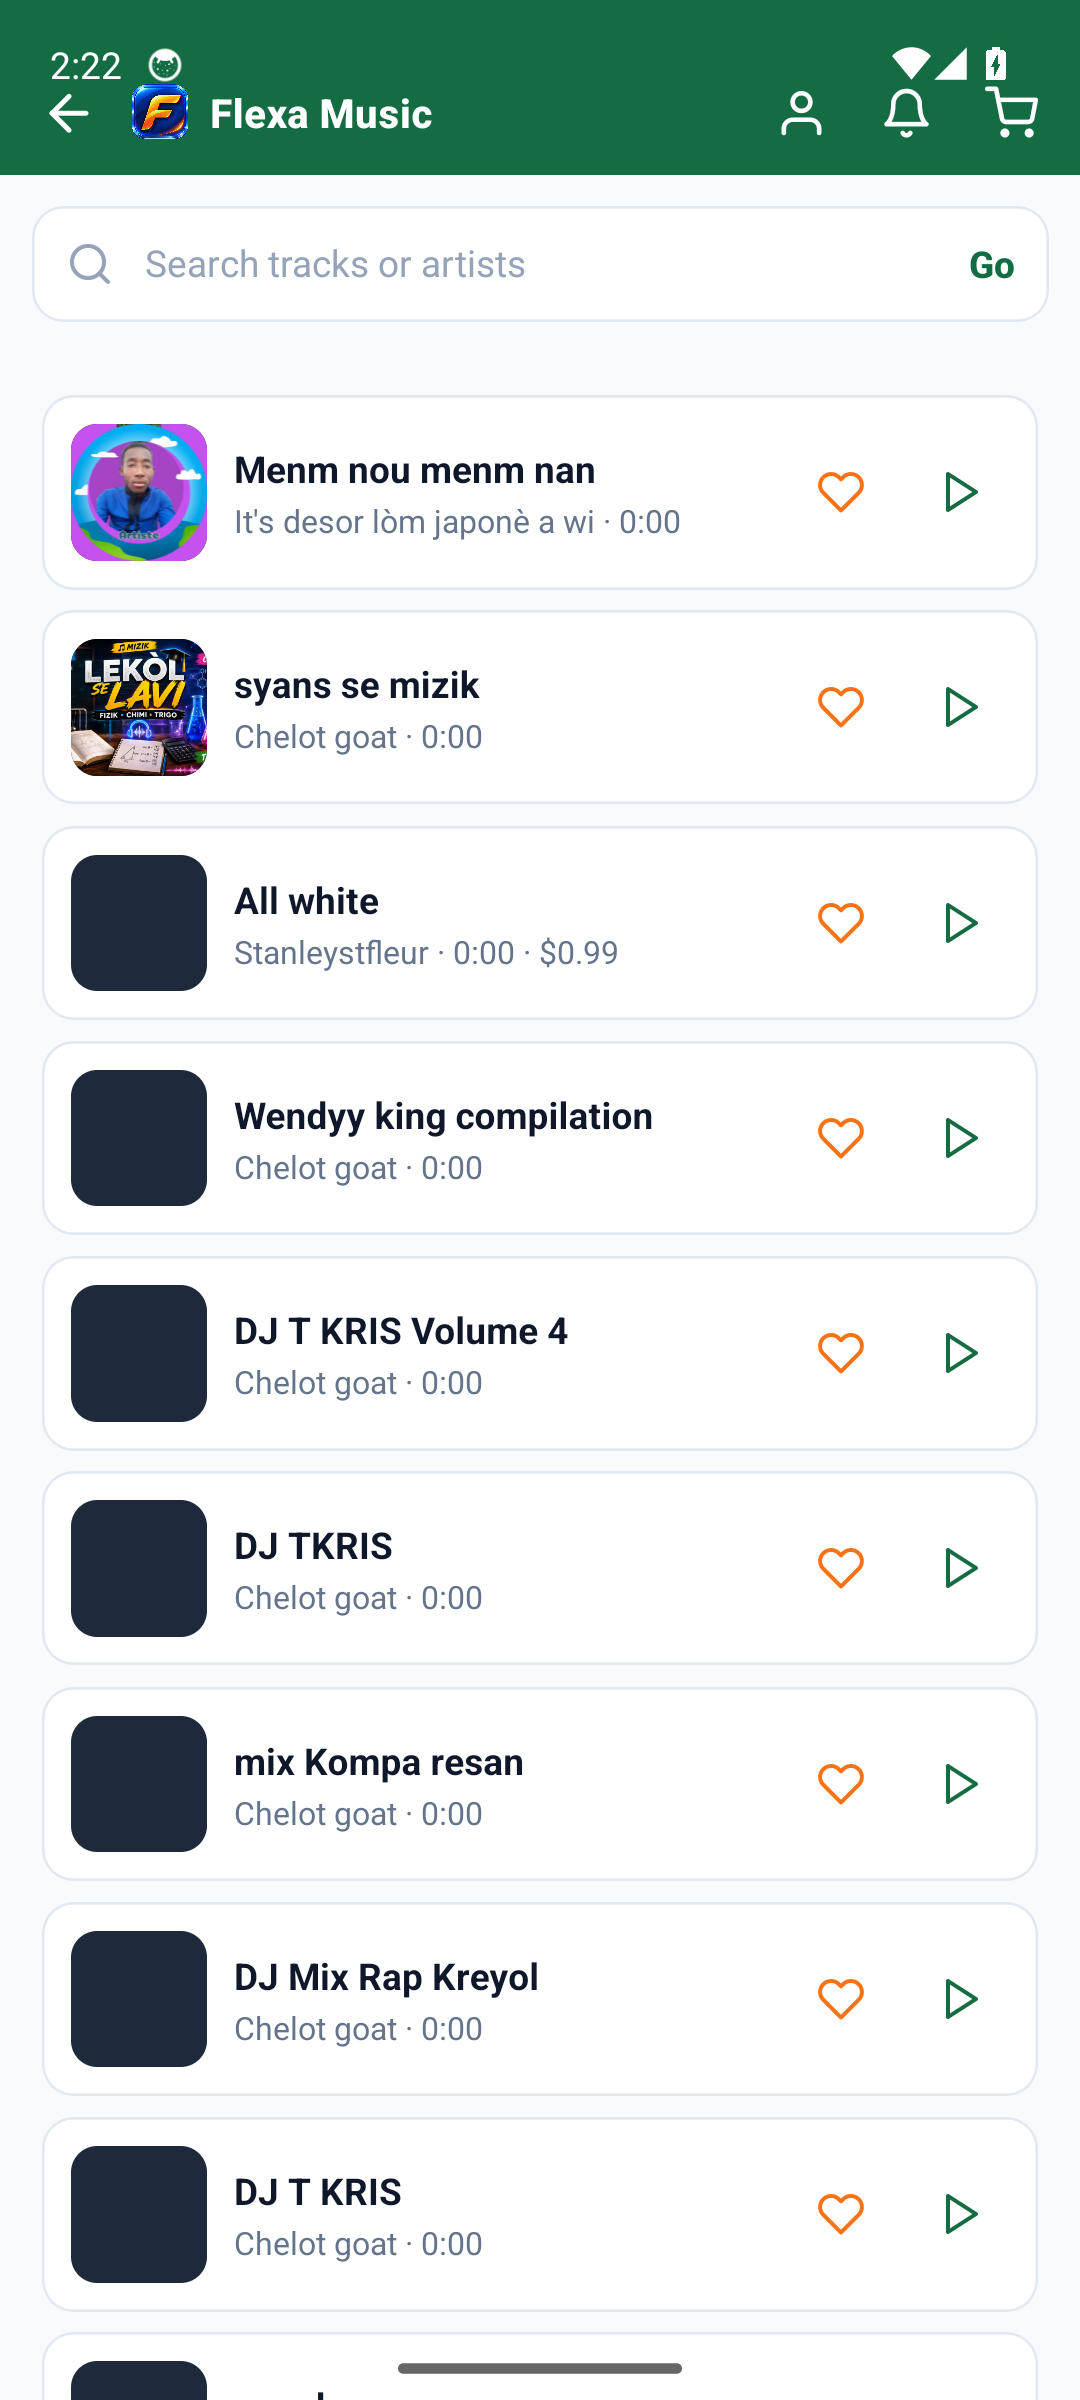 2:22
Flexa Music
Search tracks or artists
Go
Artiste
Menm nou menm nan
It's desor lòm japonè a wi · 0:00
MIZIK
LEKÒL
SE LAVI
FIZIK - CHIMI - TRIGO
syans se mizik
Chelot goat · 0:00
All white
Stanleystfleur · 0:00 · $0.99
Wendyy king compilation
Chelot goat · 0:00
DJ T KRIS Volume 4
Chelot goat · 0:00
DJ TKRIS
Chelot goat · 0:00
mix Kompa resan
Chelot goat · 0:00
DJ Mix Rap Kreyol
Chelot goat · 0:00
DJ T KRIS
Chelot goat · 0:00